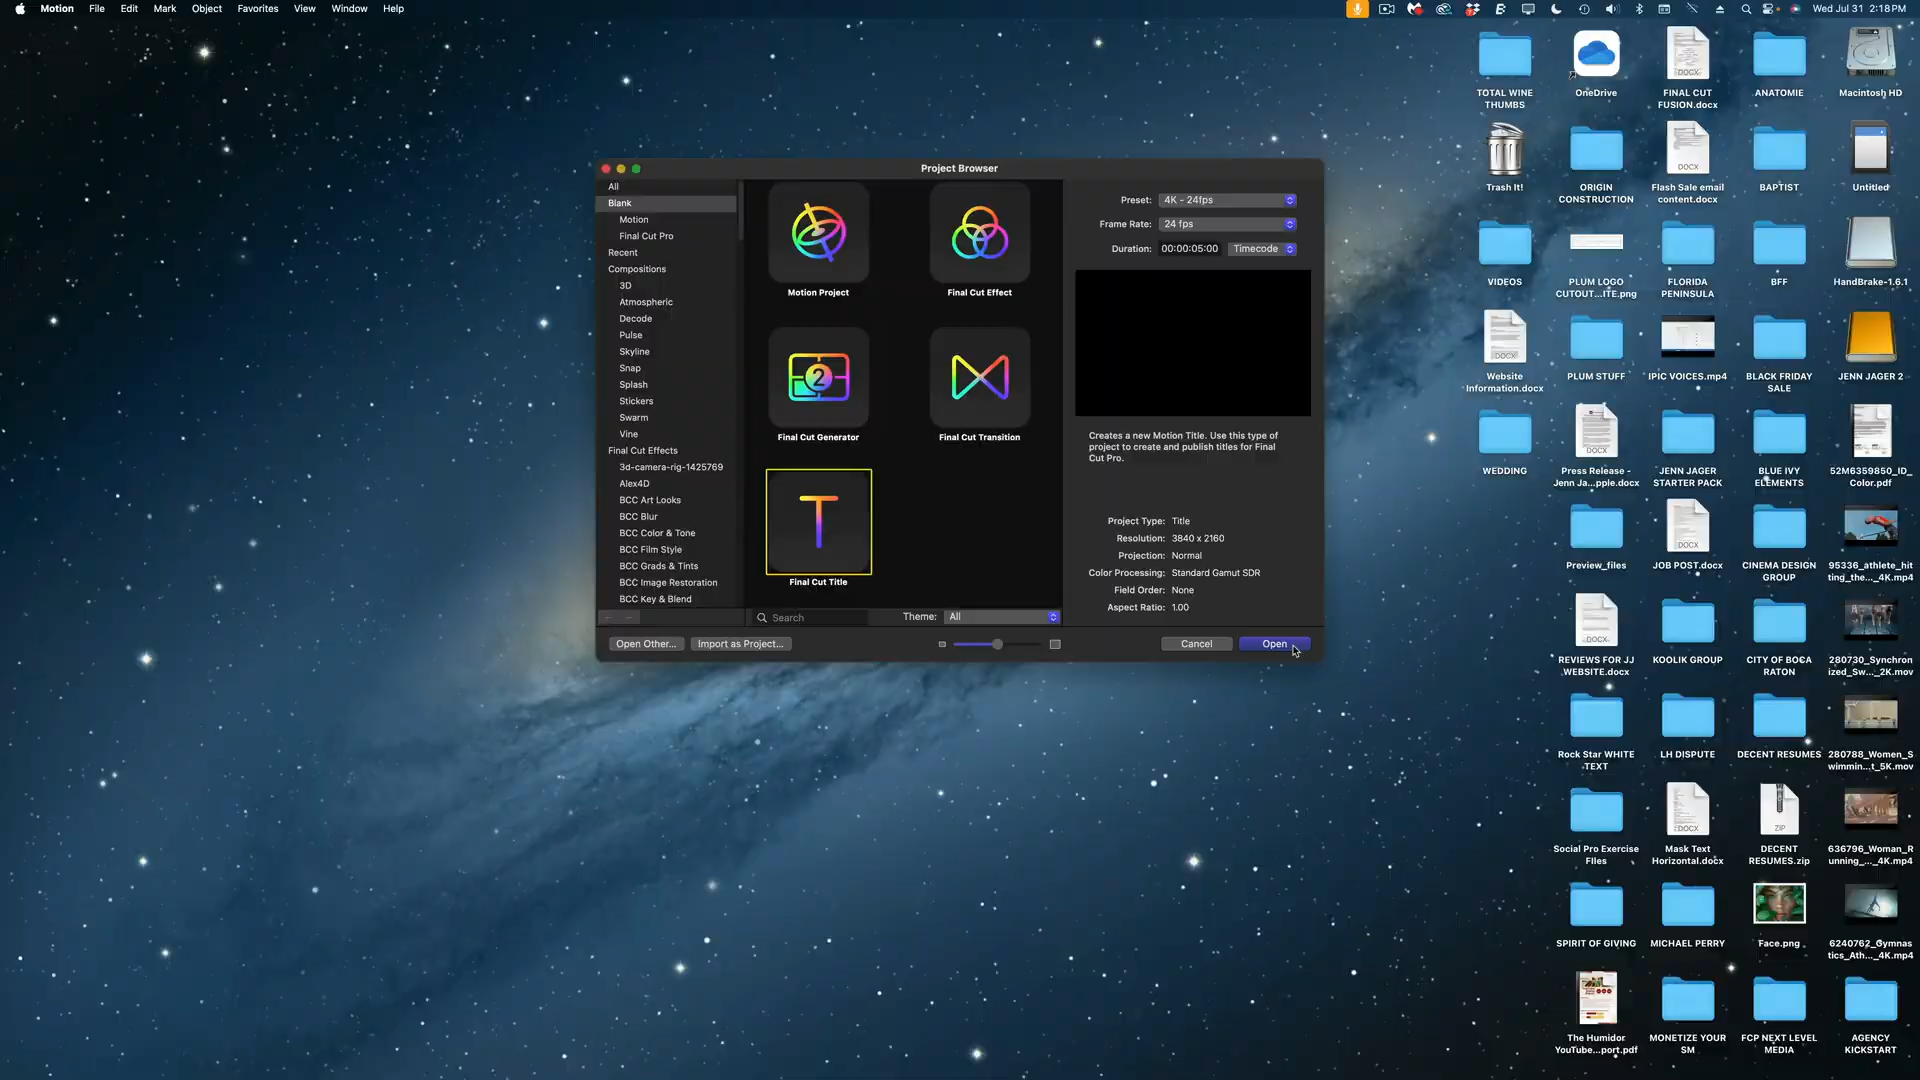 Motion File Edit Mark Object Favorites View Window Help
Wed Jul 31 2:18 PM
Project Browser
All
Blank
Motion
Final Cut Pro
Recent
Compositions
3D
Atmospheric
Decode
Pulse
Skyline
Snap
Splash
Stickers
Swarm
Vine
Final Cut Effects
3d-camera-rig-1425769
Alex4D
BCC Art Looks
BCC Blur
BCC Color & Tone
BCC Film Style
BCC Grads & Tints
BCC Image Restoration
BCC Key & Blend
Motion Project
Final Cut Effect
2
Final Cut Generator
Final Cut Transition
T
Final Cut Title
Search
Theme: All
Preset: 4K - 24fps
Frame Rate: 24 fps
Duration: 00:00:05:00 Timecode
Creates a new Motion Title. Use this type of
project to create and publish titles for Final
Cut Pro.
Project Type: Title
Resolution: 3840 x 2160
Projection: Normal
Color Processing: Standard Gamut SDR
Field Order: None
Aspect Ratio: 1.00
Open Other...
Import as Project...
Cancel
Open
TOTAL WINE
THUMBS
OneDrive
DOCX
FINAL CUT
FUSION.docx
ANATOMIE
Macintosh HD
Trash It!
ORIGIN
CONSTRUCTION
DOCX
Flash Sale email
content.docx
BAPTIST
Untitled
VIDEOS
PLUM LOGO
CUTOUT...ITE.png
FLORIDA
PENINSULA
BFF
HandBrake-1.6.1
DOCX
Website
Information.docx
PLUM STUFF
IPIC VOICES.mp4
BLACK FRIDAY
SALE
JENN JAGER 2
WEDDING
DOCX
Press Release -
Jenn Ja...pple.docx
JENN JAGER
STARTER PACK
BLUE IVY
ELEMENTS
52M6359850_ID_
Color.pdf
Preview_files
DOCX
JOB POST.docx
CINEMA DESIGN
GROUP
95336_athlete_hit
ting_the..._4K.mp4
DOCX
REVIEWS FOR JJ
WEBSITE.docx
KOOLIK GROUP
CITY OF BOCA
RATON
280730_Synchron
ized_Sw..._2K.mov
Rock Star WHITE
TEXT
LH DISPUTE
DECENT RESUMES
280788_Women_S
wimmin...t_5K.mov
Social Pro Exercise
FIles
DOCX
Mask Text
Horizontal.docx
ZIP
DECENT
RESUMES.zip
636796_Woman_R
unning_..._4K.mp4
SPIRIT OF GIVING
MICHAEL PERRY
Face.png
6240762_Gymnas
tics_Ath..._4K.mp4
The Humidor
YouTube...port.pdf
MONETIZE YOUR
SM
FCP NEXT LEVEL
MEDIA
AGENCY
KICKSTART